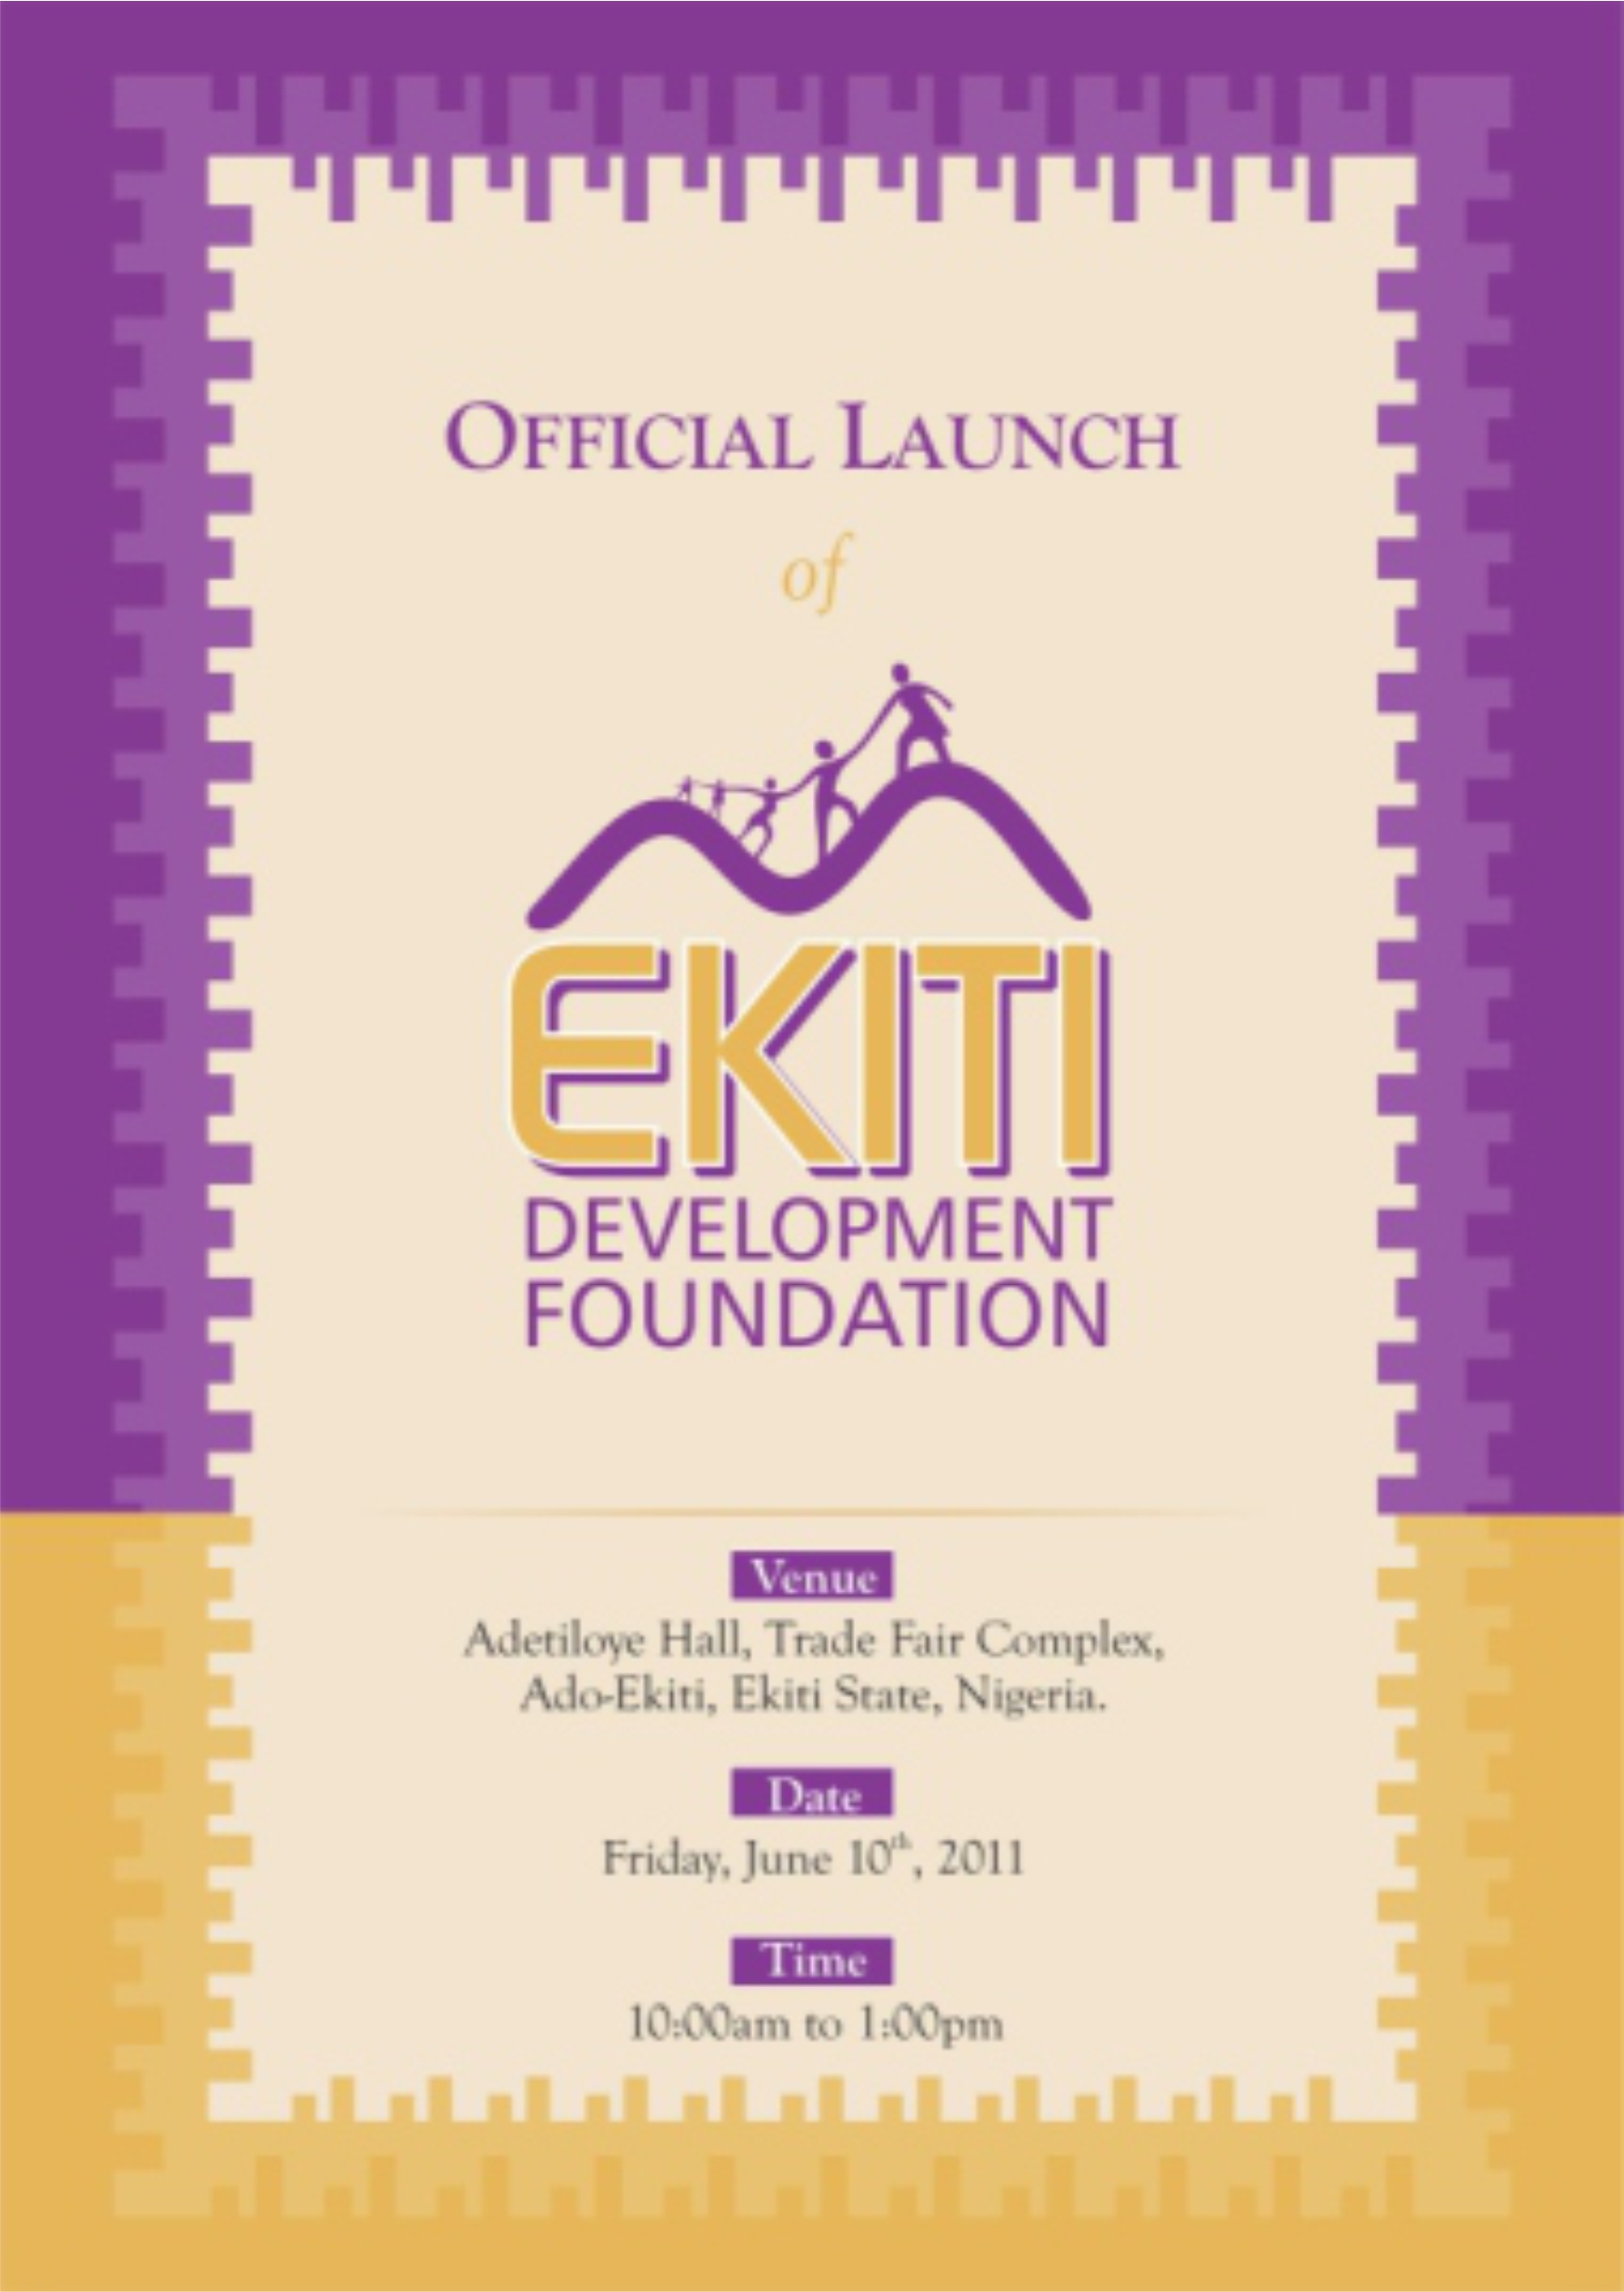 OFFICIAL LAUNCH
of
EKITI
DEVELOPMENT
FOUNDATION
Venue
Adetiloye Hall, Trade Fair Complex,
Ado-Ekiti, Ekiti State, Nigeria.
Date
Friday, June 10th, 2011
Time
10:00am to 1:00pm